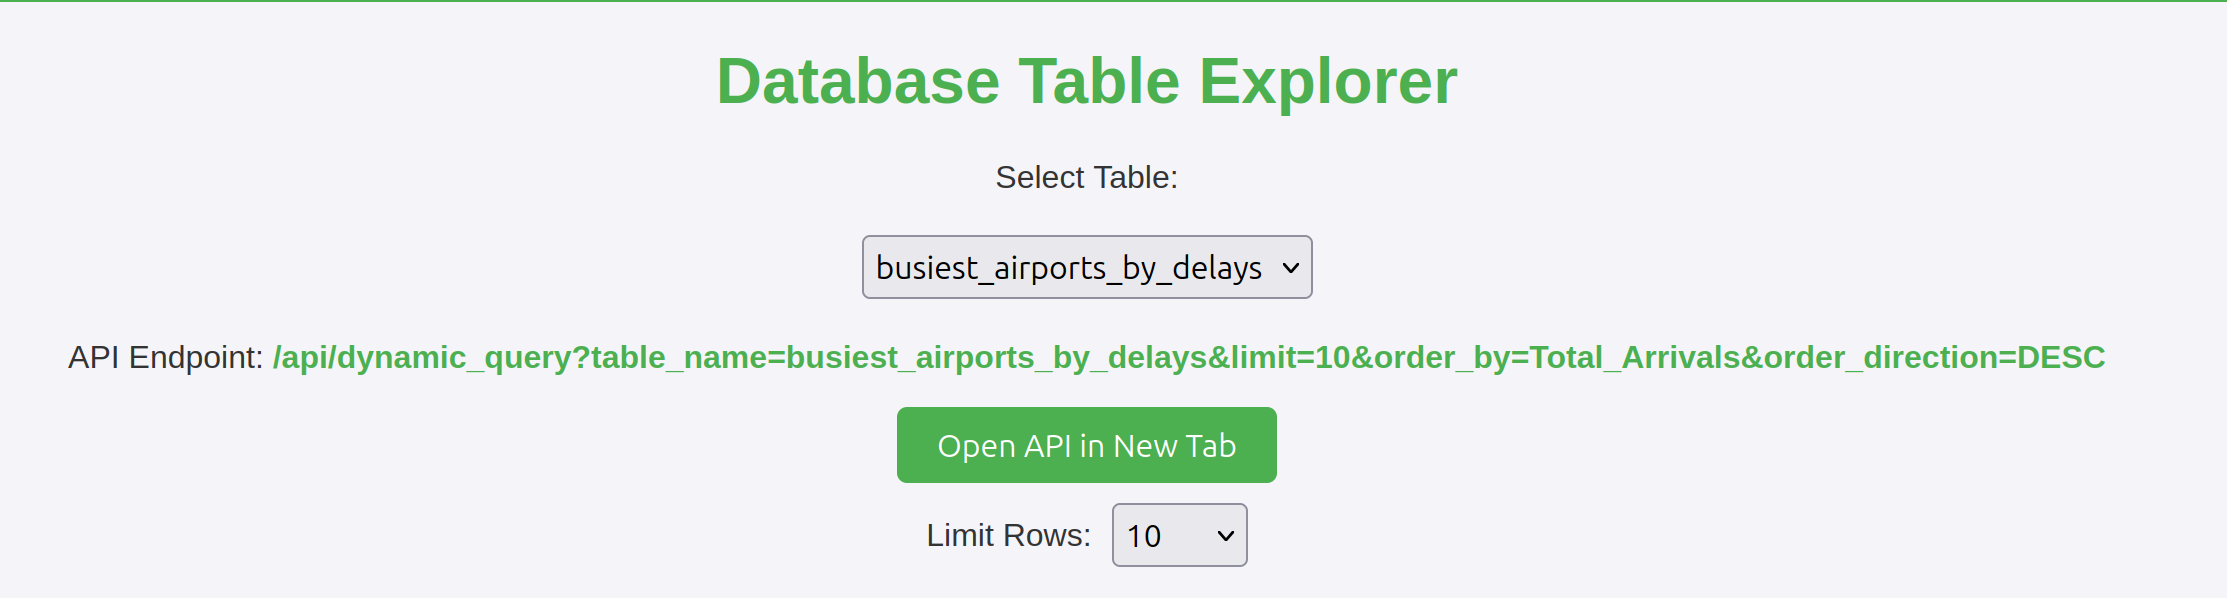 Database Table Explorer
Select Table:
busiest_airports_by_delays
API Endpoint: /api/dynamic_query?table_name=busiest_airports_by_delays&limit=10&order_by=Total_Arrivals&order_direction=DESC
Open API in New Tab
Limit Rows: 10